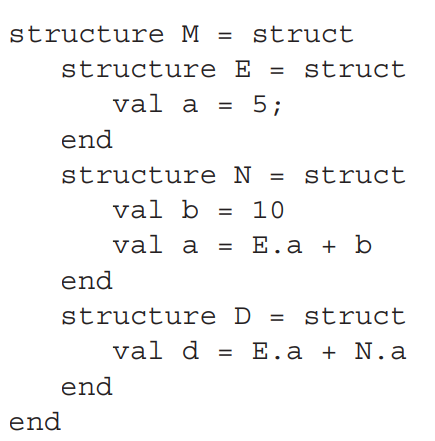 structure M = struct
   structure E = struct
      val a = 5;
   end
   structure N = struct
      val b = 10
      val a = E.a + b
   end
   structure D = struct
      val d = E.a + N.a
   end
end